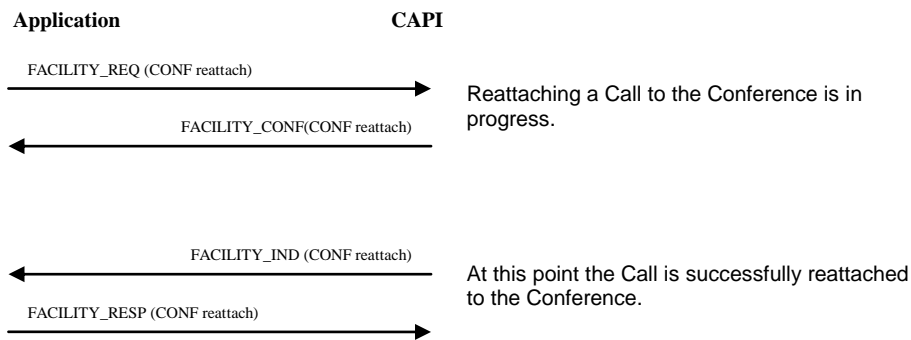 Application CAPI
FACILITY_REQ (CONF reattach)
Reattaching a Call to the Conference is in
progress.
FACILITY_CONF(CONF reattach)
FACILITY_IND (CONF reattach)
At this point the Call is successfully reattached
to the Conference.
FACILITY_RESP (CONF reattach)